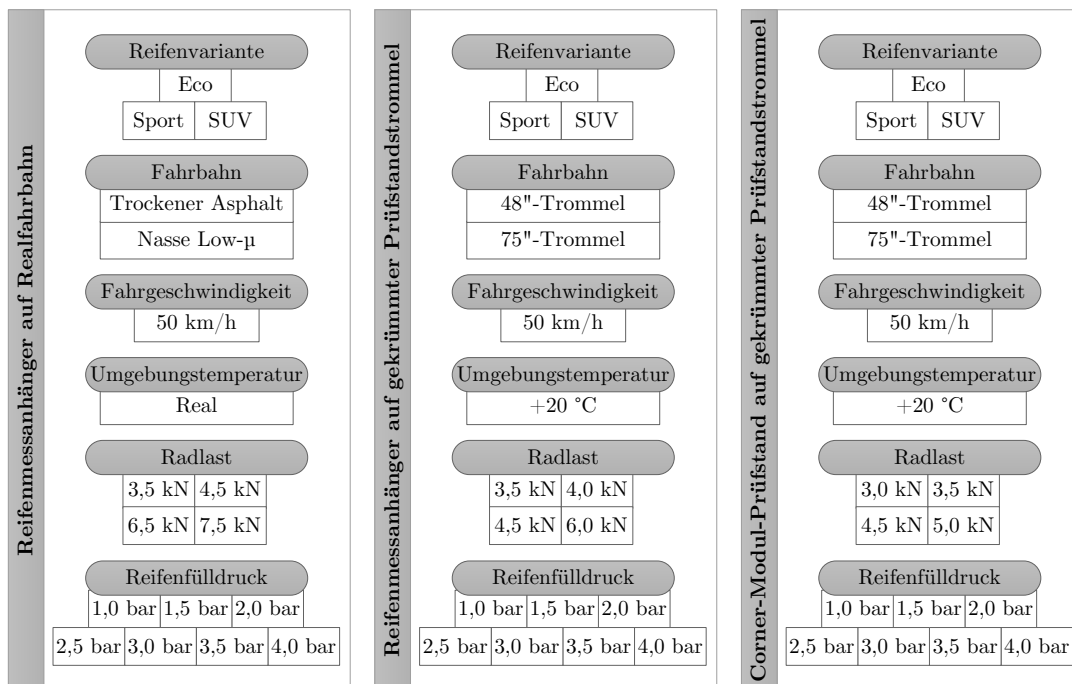 Reifenmessanhänger auf Realfahrbahn
Reifenvariante
Eco
Sport SUV
Fahrbahn
Trockener Asphalt
Nasse Low-µ
Fahrgeschwindigkeit
50 km/h
Umgebungstemperatur
Real
Radlast
3,5 kN 4,5 kN
6,5 kN 7,5 kN
Reifenfülldruck
1,0 bar 1,5 bar 2,0 bar
2,5 bar 3,0 bar 3,5 bar 4,0 bar
Reifenmessanhänger auf gekrümmter Prüfstandstrommel
Reifenvariante
Eco
Sport SUV
Fahrbahn
48"-Trommel
75"-Trommel
Fahrgeschwindigkeit
50 km/h
Umgebungstemperatur
+20 °C
Radlast
3,5 kN 4,0 kN
4,5 kN 6,0 kN
Reifenfülldruck
1,0 bar 1,5 bar 2,0 bar
2,5 bar 3,0 bar 3,5 bar 4,0 bar
Corner-Modul-Prüfstand auf gekrümmter Prüfstandstrommel
Reifenvariante
Eco
Sport SUV
Fahrbahn
48"-Trommel
75"-Trommel
Fahrgeschwindigkeit
50 km/h
Umgebungstemperatur
+20 °C
Radlast
3,0 kN 3,5 kN
4,5 kN 5,0 kN
Reifenfülldruck
1,0 bar 1,5 bar 2,0 bar
2,5 bar 3,0 bar 3,5 bar 4,0 bar